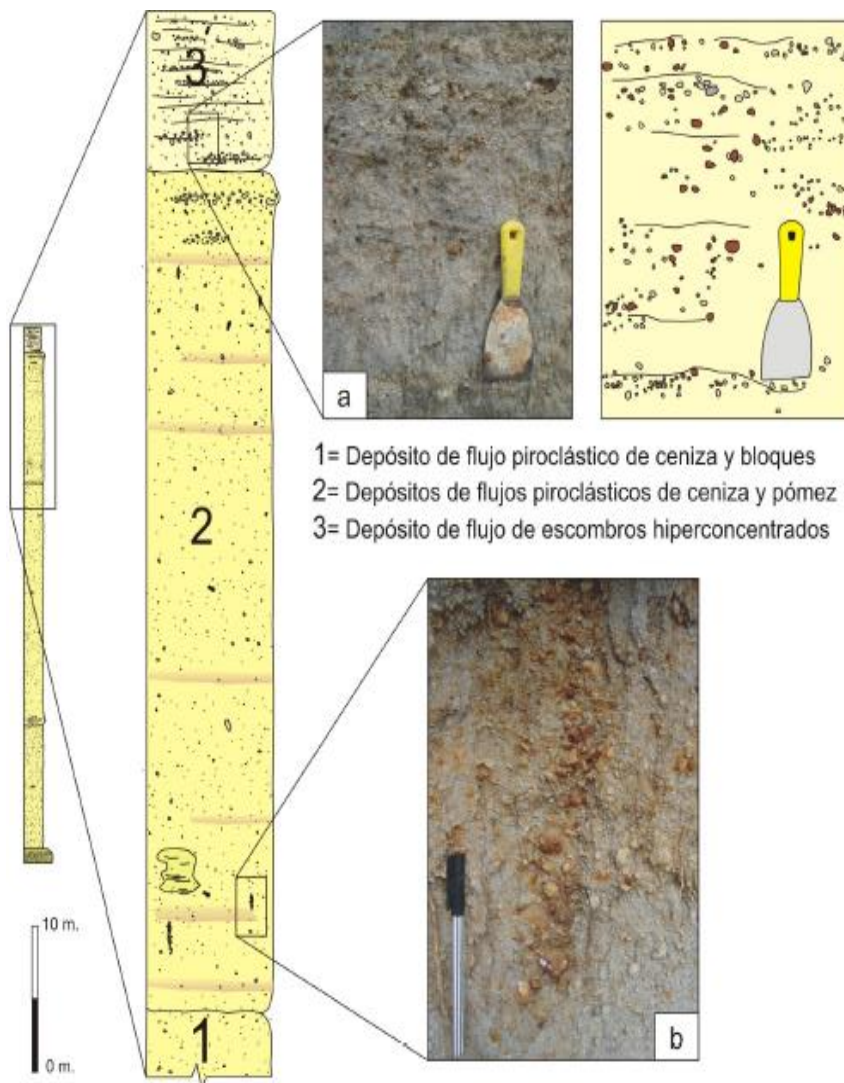 3
a
1= Depósito de flujo piroclástico de ceniza y bloques
2= Depósitos de flujos piroclásticos de ceniza y pómez
3= Depósito de flujo de escombros hiperconcentrados
2
10 m.
0 m.
1
b